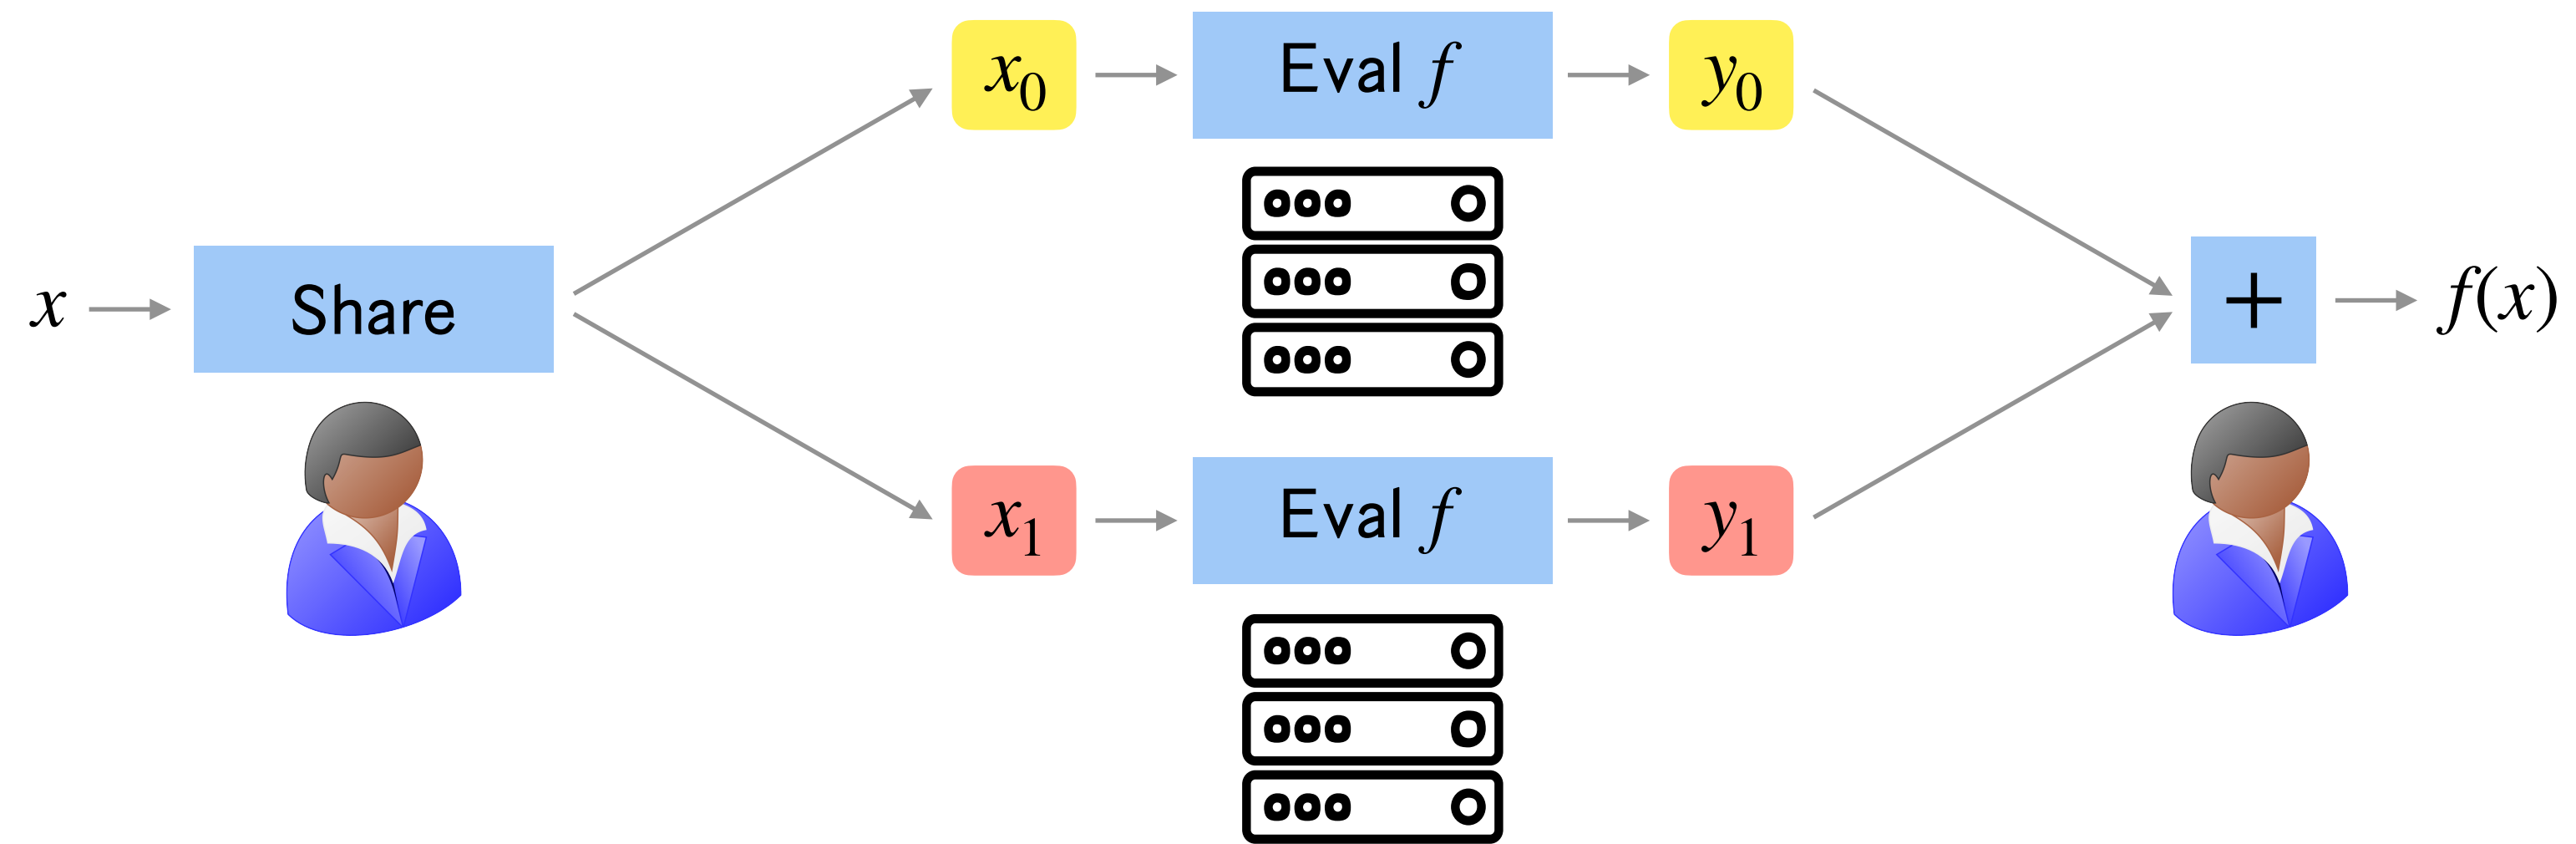 x
Share
x₀
Eval f
y₀
x₁
Eval f
y₁
+
f(x)